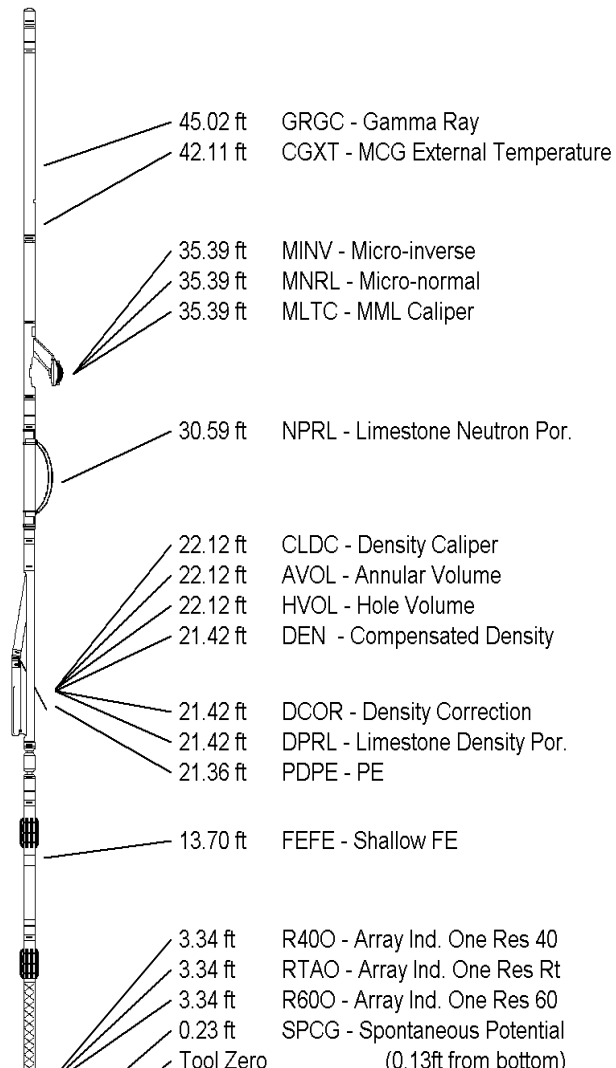 45.02 ft GRGC - Gamma Ray
42.11 ft CGXT - MCG External Temperature
35.39 ft MINV - Micro-inverse
35.39 ft MNRL - Micro-normal
35.39 ft MLTC - MML Caliper
30.59 ft NPRL - Limestone Neutron Por.
22.12 ft CLDC - Density Caliper
22.12 ft AVOL - Annular Volume
22.12 ft HVOL - Hole Volume
21.42 ft DEN - Compensated Density
21.42 ft DCOR - Density Correction
21.42 ft DPRL - Limestone Density Por.
21.36 ft PDPE - PE
13.70 ft FEFE - Shallow FE
3.34 ft R40O - Array Ind. One Res 40
3.34 ft RTAO - Array Ind. One Res Rt
3.34 ft R60O - Array Ind. One Res 60
0.23 ft SPCG - Spontaneous Potential
Tool Zero (0.13ft from bottom)